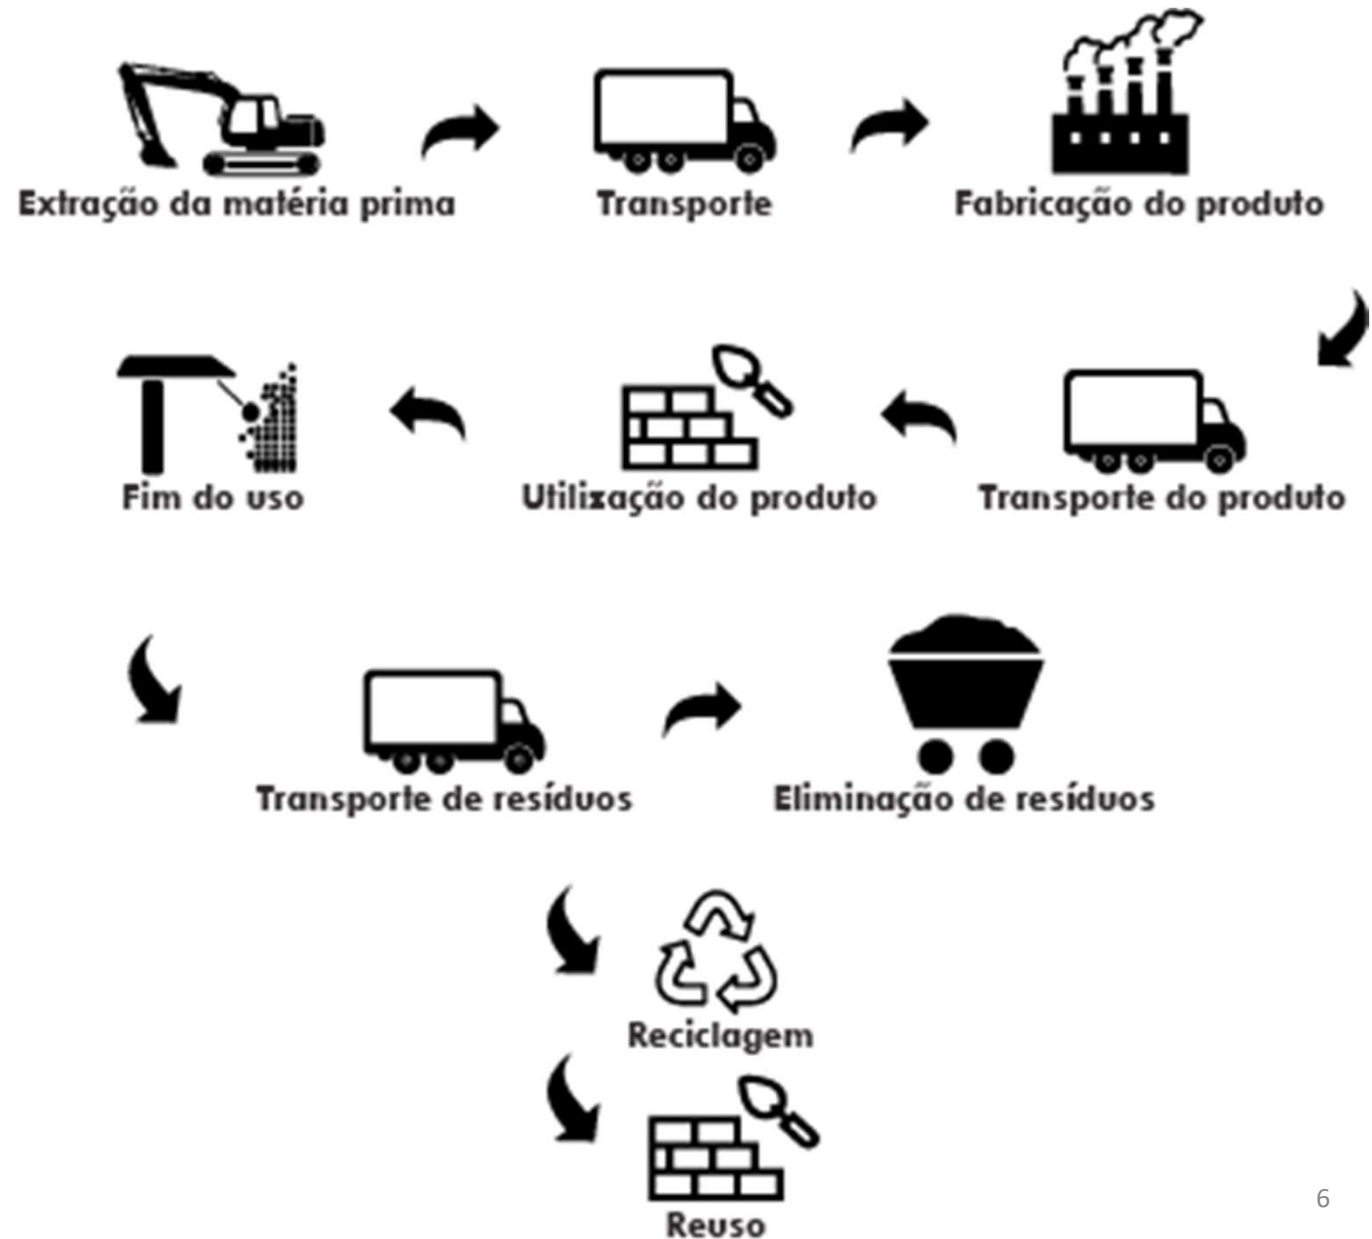 Extração da matéria prima
Transporte
Fabricação do produto
Fim do uso
Utilização do produto
Transporte do produto
Transporte de resíduos
Eliminação de resíduos
Reciclagem
Reuso
6